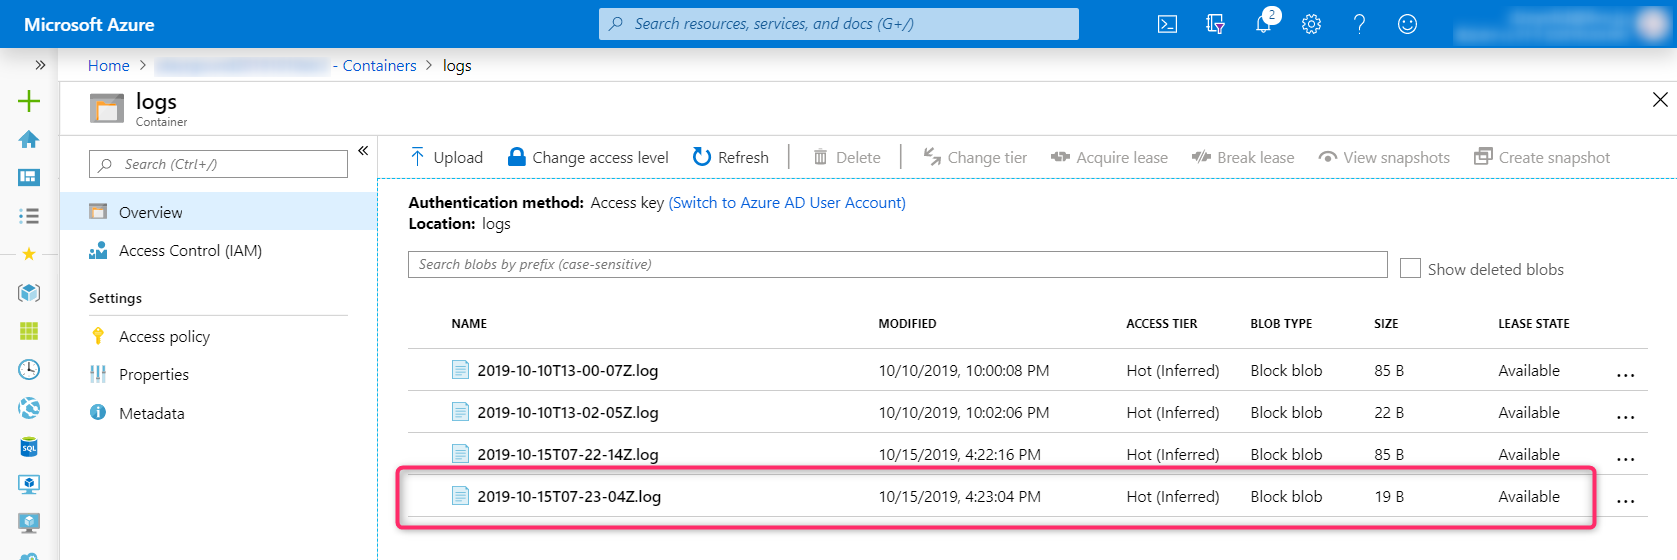 Microsoft Azure
Search resources, services, and docs (G+/)
2
Home > - Containers > logs
logs
Container
Search (Ctrl+/)
Overview
Access Control (IAM)
Settings
Access policy
Properties
Metadata
SQL
Upload Change access level Refresh Delete Change tier Acquire lease Break lease View snapshots Create snapshot
Authentication method: Access key (Switch to Azure AD User Account)
Location: logs
Search blobs by prefix (case-sensitive)
Show deleted blobs
NAME MODIFIED ACCESS TIER BLOB TYPE SIZE LEASE STATE
2019-10-10T13-00-07Z.log 10/10/2019, 10:00:08 PM Hot (Inferred) Block blob 85 B Available ...
2019-10-10T13-02-05Z.log 10/10/2019, 10:02:06 PM Hot (Inferred) Block blob 22 B Available ...
2019-10-15T07-22-14Z.log 10/15/2019, 4:22:16 PM Hot (Inferred) Block blob 85 B Available ...
2019-10-15T07-23-04Z.log 10/15/2019, 4:23:04 PM Hot (Inferred) Block blob 19 B Available ...